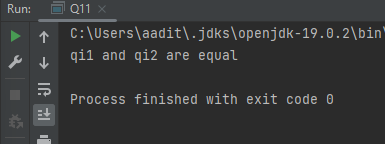 Run: Q11
C:\Users\aadit\.jdks\openjdk-19.0.2\bin\
qi1 and qi2 are equal
Process finished with exit code 0